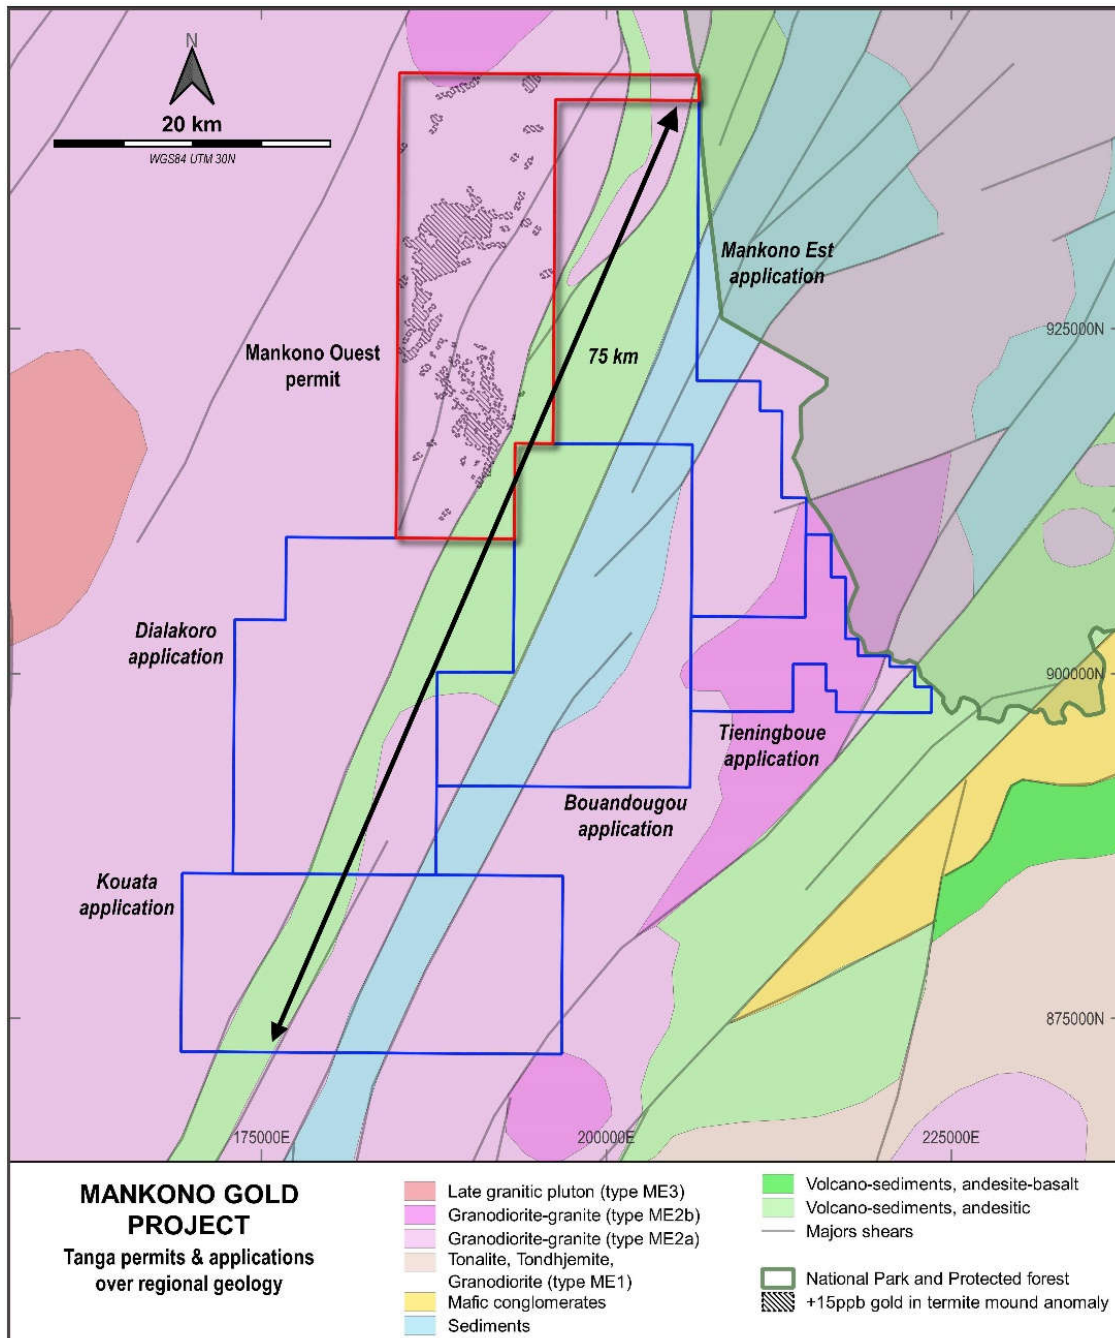 N
20 km
WGS84 UTM 30N
Mankono Est
application
925000N
Mankono Ouest
permit
75 km
Dialakoro
application
900000N
Tieningboue
application
Bouandougou
application
Kouata
application
875000N
175000E
200000E
225000E
MANKONO GOLD
PROJECT
Tanga permits & applications
over regional geology
Late granitic pluton (type ME3)
Granodiorite-granite (type ME2b)
Granodiorite-granite (type ME2a)
Tonalite, Tondhjemite,
Granodiorite (type ME1)
Mafic conglomerates
Sediments
Volcano-sediments, andesite-basalt
Volcano-sediments, andesitic
Majors shears
National Park and Protected forest
+15ppb gold in termite mound anomaly